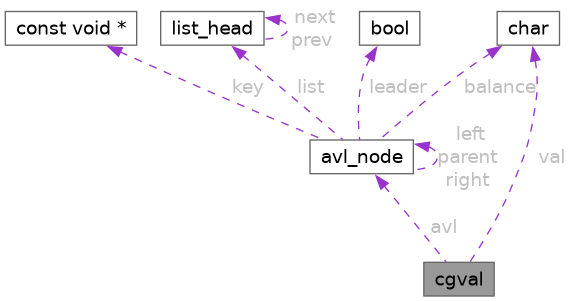 const void *
list_head
next
prev
bool
char
key
list
leader
balance
avl_node
left
parent
right
val
avl
cgval